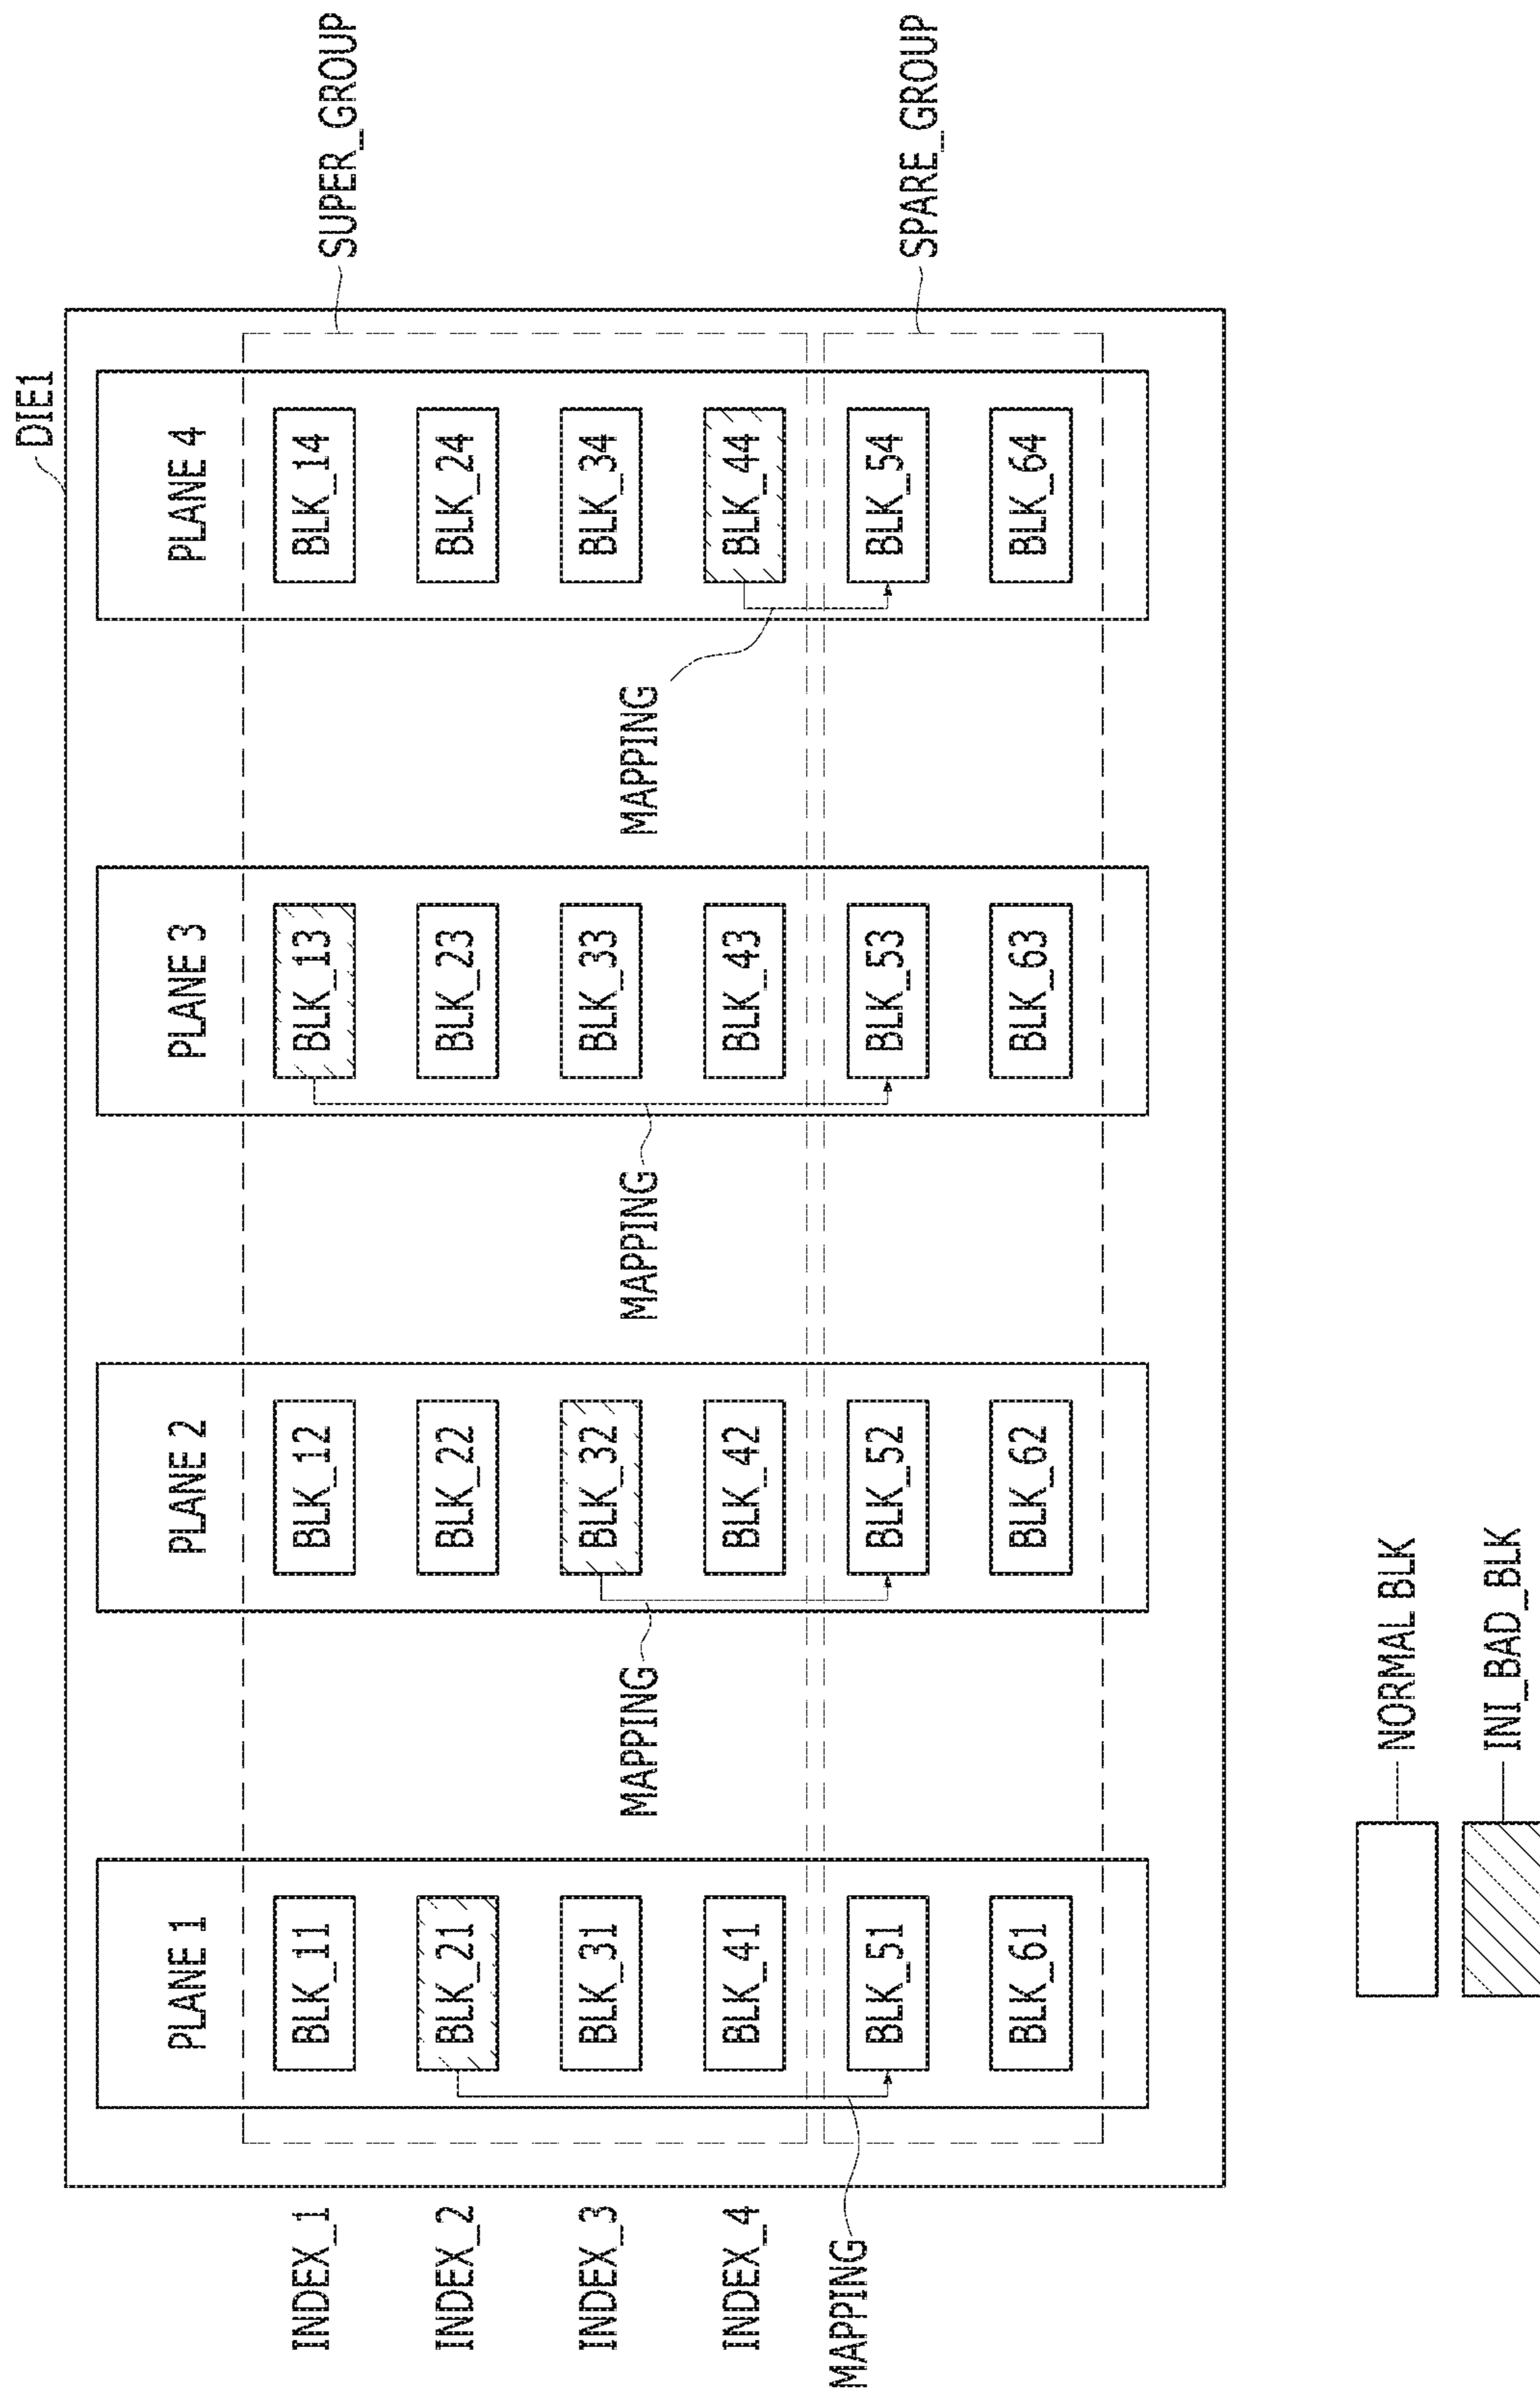 DIE1
PLANE 1
PLANE 2
PLANE 3
PLANE 4
SUPER_GROUP
INDEX_1
BLK_11
BLK_12
BLK_13
BLK_14
INDEX_2
BLK_21
BLK_22
BLK_23
BLK_24
INDEX_3
BLK_31
BLK_32
BLK_33
BLK_34
MAPPING
MAPPING
MAPPING
INDEX_4
BLK_41
BLK_42
BLK_43
BLK_44
MAPPING
BLK_51
BLK_52
BLK_53
BLK_54
SPARE_GROUP
BLK_61
BLK_62
BLK_63
BLK_64
NORMAL BLK
INI_BAD_BLK